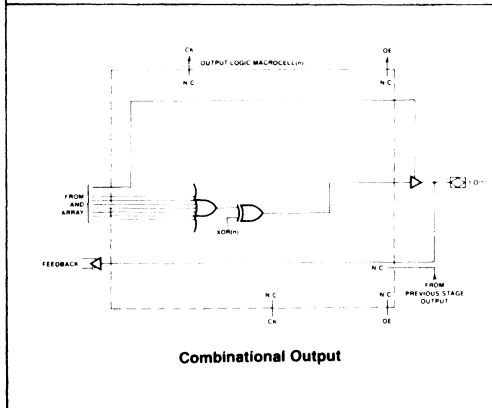 CK
OE
OUTPUT LOGIC MACROCELL(n)
N C
N C
FROM
AND
ARRAY
XOR(n)
FEEDBACK
N C
FROM
PREVIOUS STAGE
OUTPUT
N C
N C
CK
OE
Combinational Output